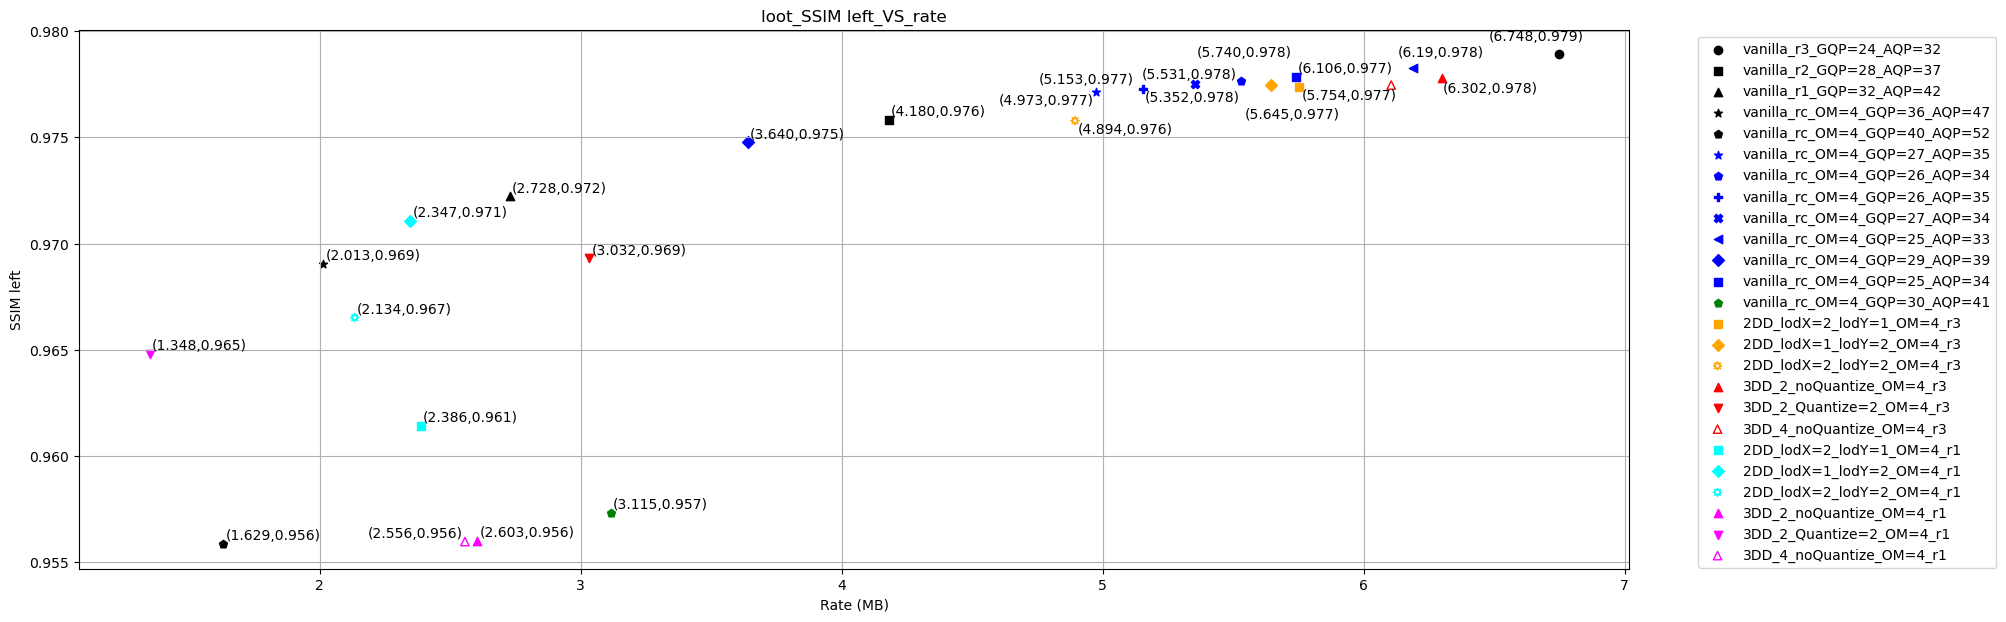 loot_SSIM left_VS_rate
0.980
0.975
0.970
0.965
0.960
0.955
SSIM left
2
3
4
5
6
7
Rate (MB)
(6.748,0.979)
(5.740,0.978)
(6.19,0.978)
(5.153,0.977)
(5.531,0.978)
(6.106,0.977)
(6.302,0.978)
(4.973,0.977)
(5.352,0.978)
(5.754,0.977)
(4.180,0.976)
(5.645,0.977)
(4.894,0.976)
(3.640,0.975)
(2.728,0.972)
(2.347,0.971)
(2.013,0.969)
(3.032,0.969)
(2.134,0.967)
(1.348,0.965)
(2.386,0.961)
(3.115,0.957)
(1.629,0.956)
(2.556,0.956)
(2.603,0.956)
vanilla_r3_GQP=24_AQP=32
vanilla_r2_GQP=28_AQP=37
vanilla_r1_GQP=32_AQP=42
vanilla_rc_OM=4_GQP=36_AQP=47
vanilla_rc_OM=4_GQP=40_AQP=52
vanilla_rc_OM=4_GQP=27_AQP=35
vanilla_rc_OM=4_GQP=26_AQP=34
vanilla_rc_OM=4_GQP=26_AQP=35
vanilla_rc_OM=4_GQP=27_AQP=34
vanilla_rc_OM=4_GQP=25_AQP=33
vanilla_rc_OM=4_GQP=29_AQP=39
vanilla_rc_OM=4_GQP=25_AQP=34
vanilla_rc_OM=4_GQP=30_AQP=41
2DD_lodX=2_lodY=1_OM=4_r3
2DD_lodX=1_lodY=2_OM=4_r3
2DD_lodX=2_lodY=2_OM=4_r3
3DD_2_noQuantize_OM=4_r3
3DD_2_Quantize=2_OM=4_r3
3DD_4_noQuantize_OM=4_r3
2DD_lodX=2_lodY=1_OM=4_r1
2DD_lodX=1_lodY=2_OM=4_r1
2DD_lodX=2_lodY=2_OM=4_r1
3DD_2_noQuantize_OM=4_r1
3DD_2_Quantize=2_OM=4_r1
3DD_4_noQuantize_OM=4_r1